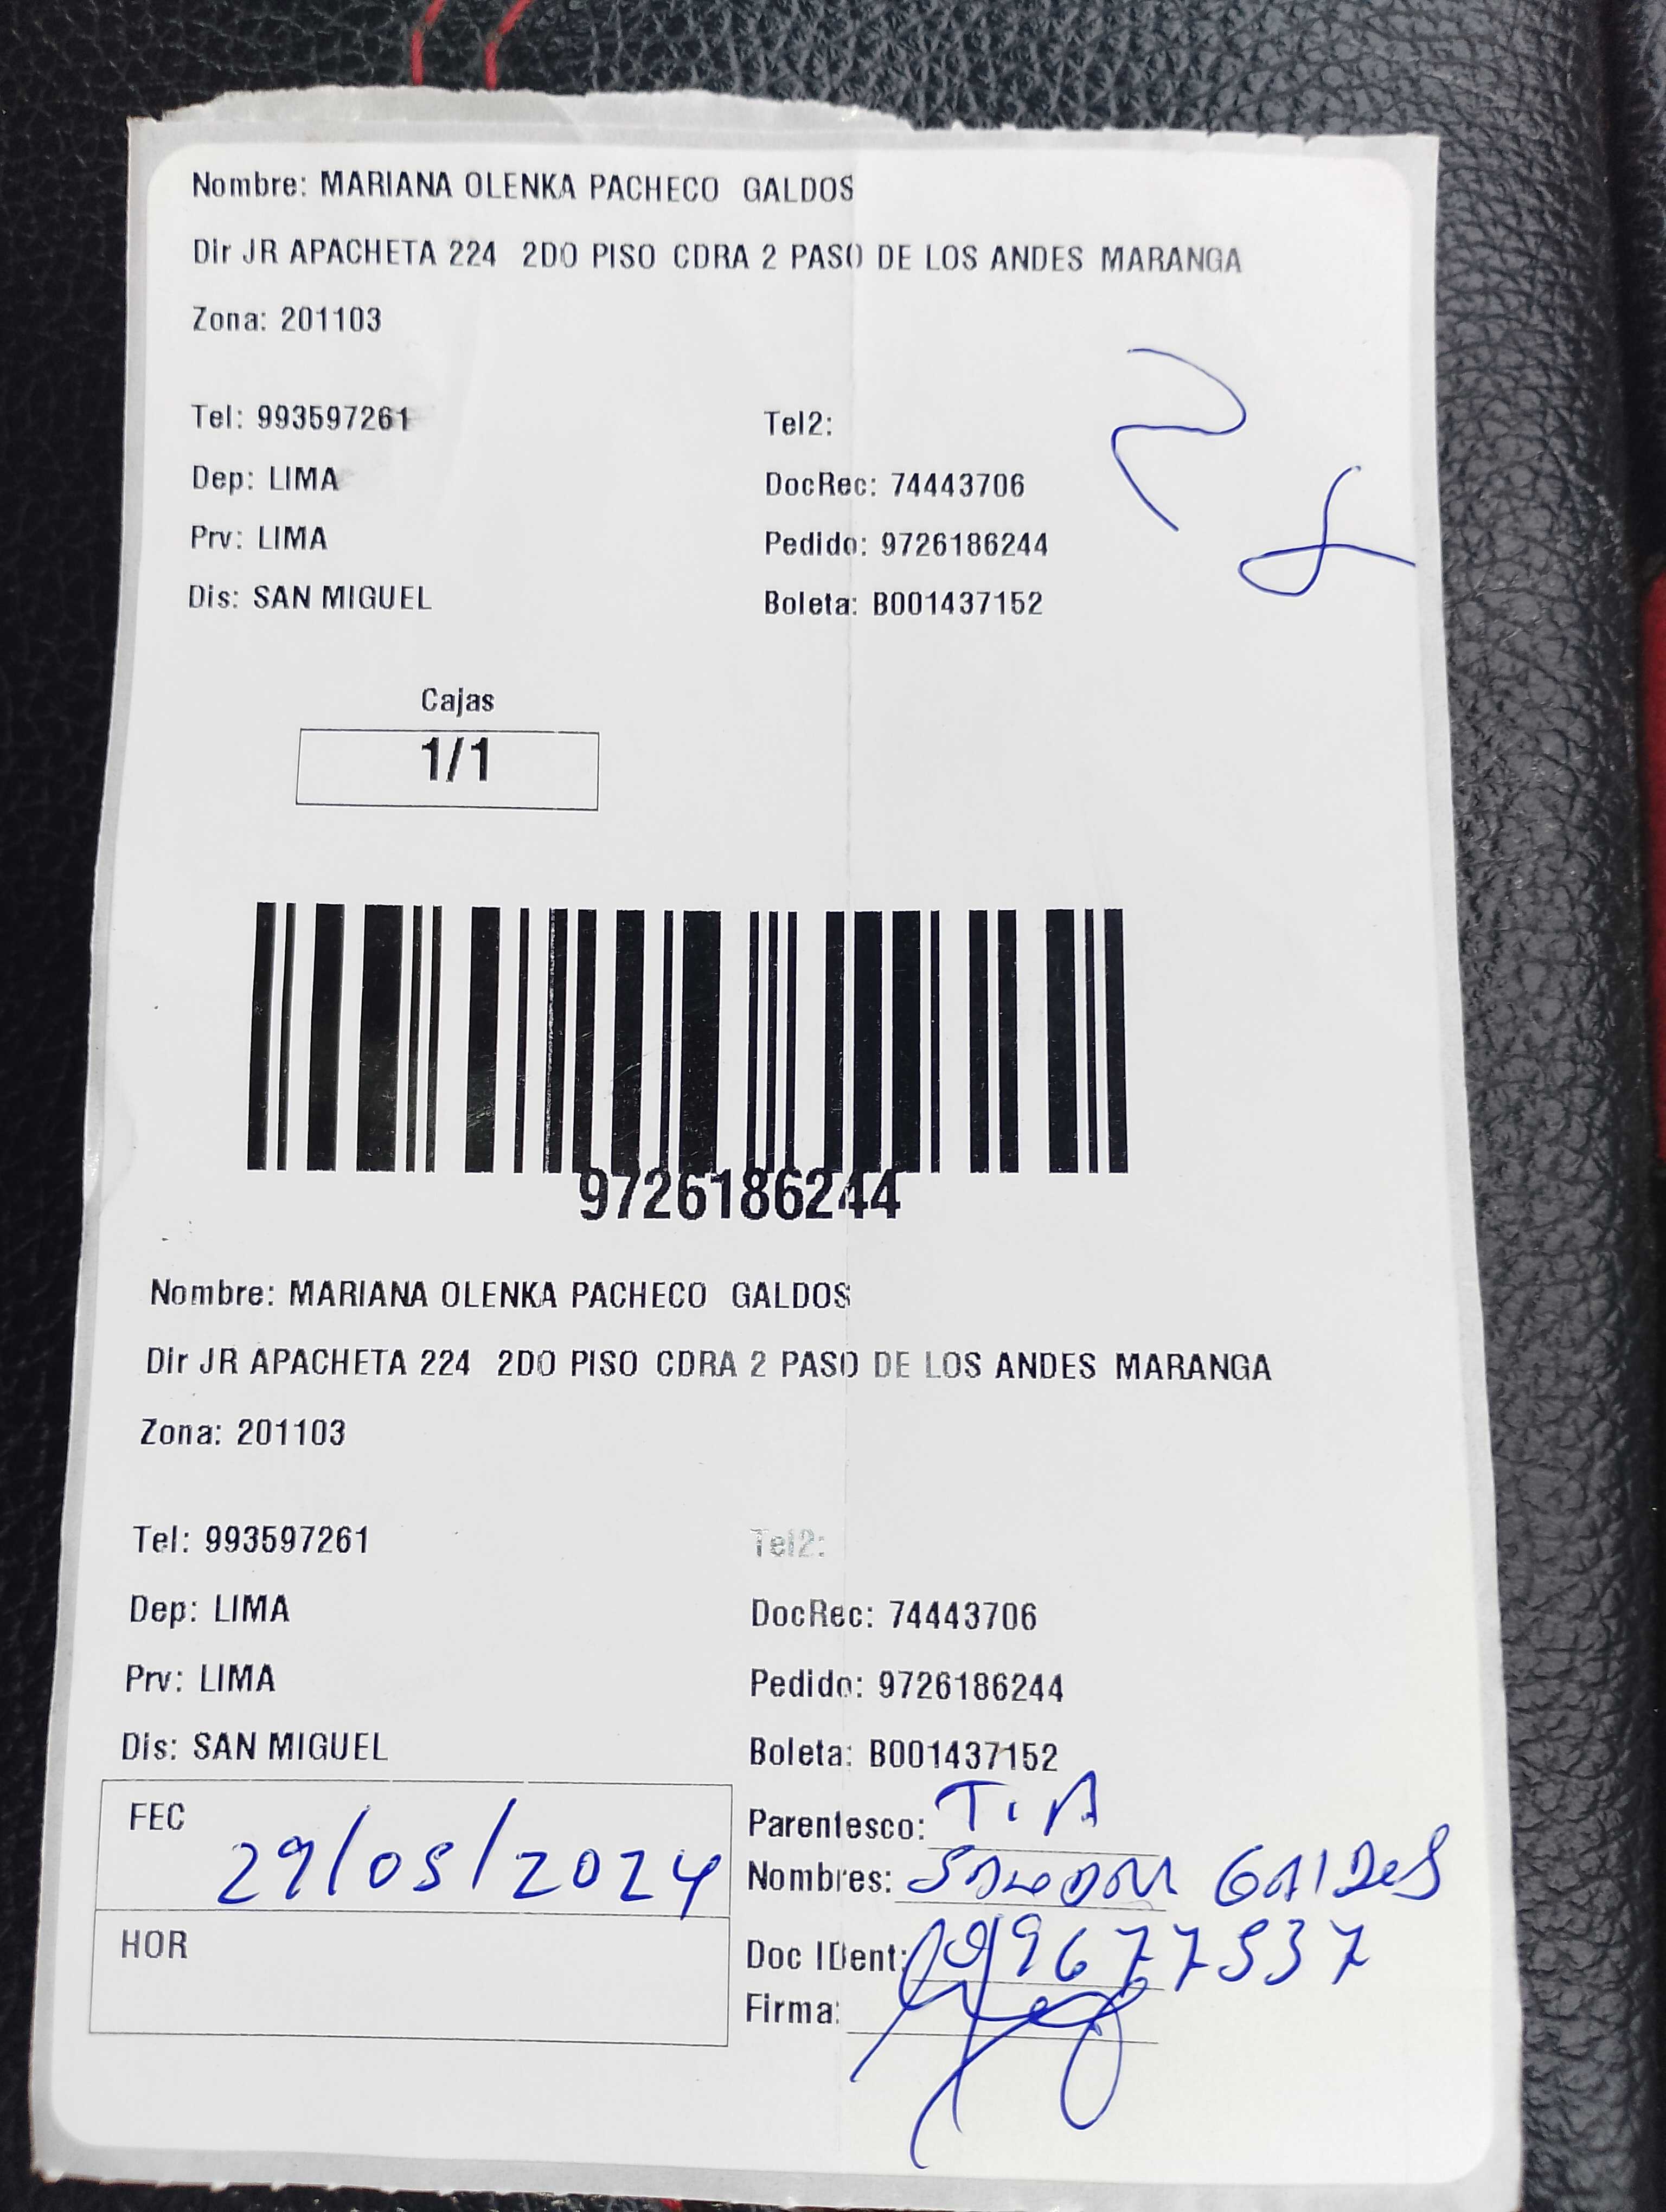 Nombre: MARIANA OLENKA PACHECO GALDOS
Dir JR APACHETA 224 2DO PISO CDRA 2 PASO DE LOS ANDES MARANGA
Zona: 201103
Tel: 993597261 Tel2:
Dep: LIMA DocRec: 74443706
Prv: LIMA Pedido: 9726186244
Dis: SAN MIGUEL Boleta: B001437152
Cajas
1/1
9726186244
Nombre: MARIANA OLENKA PACHECO GALDOS
Dir JR APACHETA 224 2DO PISO CDRA 2 PASO DE LOS ANDES MARANGA
Zona: 201103
Tel: 993597261 Tel2:
Dep: LIMA DocRec: 74443706
Prv: LIMA Pedido: 9726186244
Dis: SAN MIGUEL Boleta: B001437152
FEC 29/05/2024
Parentesco: TIA
Nombres: GALDOS
HOR
Doc IDent:
Firma: